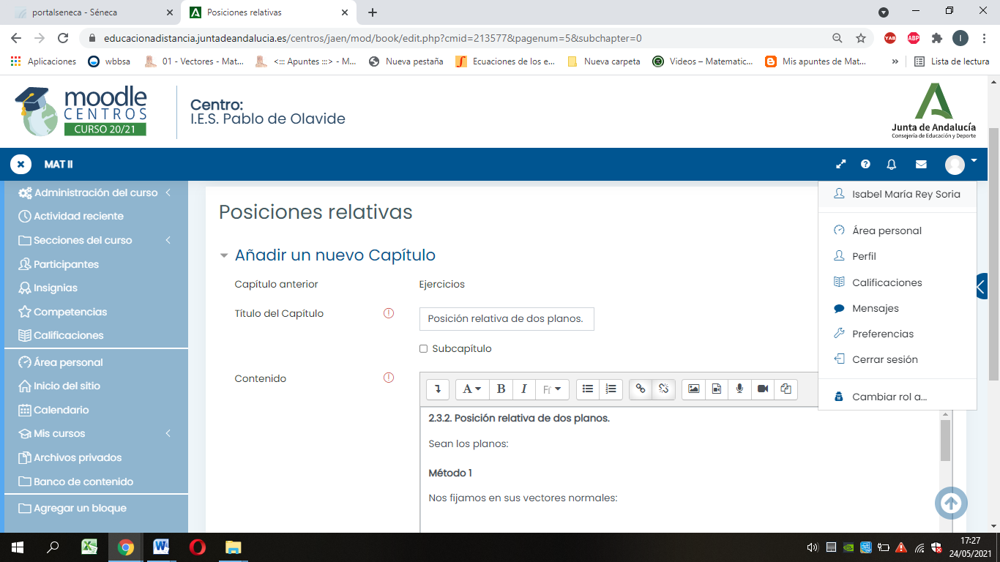 portalseneca - Séneca
Posiciones relativas
educacionadistancia.juntadeandalucia.es/centros/jaen/mod/book/edit.php?cmid=213577&pagenum=5&subchapter=0
YAB
ABP
I
Aplicaciones
wbbsa
01 - Vectores - Mat...
<::: Apuntes :::> - M...
Nueva pestaña
Ecuaciones de los e...
Nueva carpeta
Videos – Matematic...
Mis apuntes de Mat...
»
Lista de lectura
moodle
CENTROS
CURSO 20/21
Centro:
I.E.S. Pablo de Olavide
Junta de Andalucía
Consejería de Educación y Deporte
MAT II
Administración del curso
Actividad reciente
Secciones del curso
Participantes
Insignias
Competencias
Calificaciones
Área personal
Inicio del sitio
Calendario
Mis cursos
Archivos privados
Banco de contenido
Agregar un bloque
Posiciones relativas
Añadir un nuevo Capítulo
Capítulo anterior
Ejercicios
Título del Capítulo
Posición relativa de dos planos.
Subcapítulo
Contenido
A B I Ff
2.3.2. Posición relativa de dos planos.
Sean los planos:
Método 1
Nos fijamos en sus vectores normales:
Isabel María Rey Soria
Área personal
Perfil
Calificaciones
Mensajes
Preferencias
Cerrar sesión
Cambiar rol a...
17:27
24/05/2021